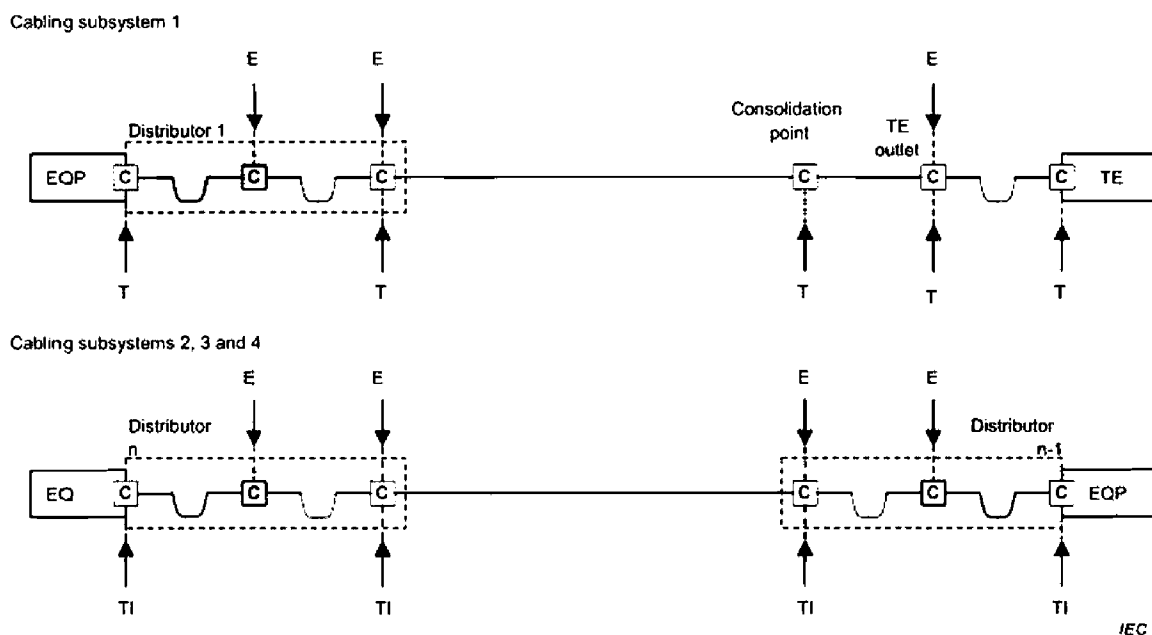 Cabling subsystem 1
E E E
Consolidation
point
Distributor 1
TE
outlet
EQP C C C C C C TE
T T T T T
Cabling subsystems 2, 3 and 4
E E E E
Distributor
n
Distributor
n-1
EQ C C C C C C EQP
TI TI TI TI
IEC